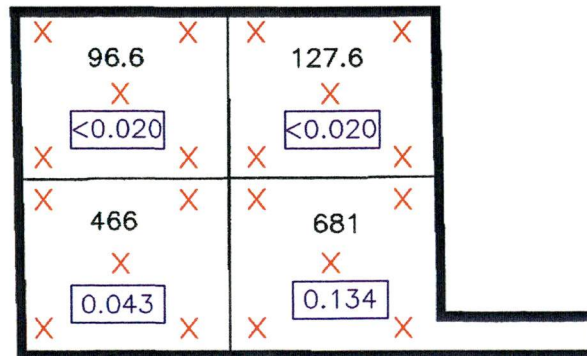 X X X X
96.6 127.6
X X
<0.020 <0.020
X X X X
X X X X
466 681
X X
0.043 0.134
X X X X